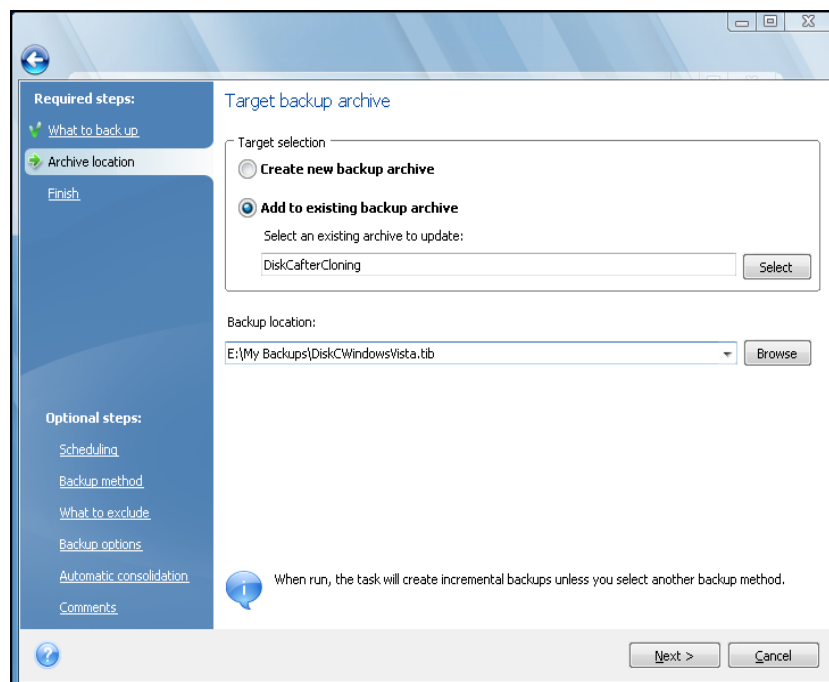 Required steps:
What to back up
Archive location
Finish
Optional steps:
Scheduling
Backup method
What to exclude
Backup options
Automatic consolidation
Comments
Target backup archive
Target selection
Create new backup archive
Add to existing backup archive
Select an existing archive to update:
DiskCafterCloning
Select
Backup location:
E:\My Backups\DiskCWindowsVista.tib
Browse
When run, the task will create incremental backups unless you select another backup method.
Next >
Cancel